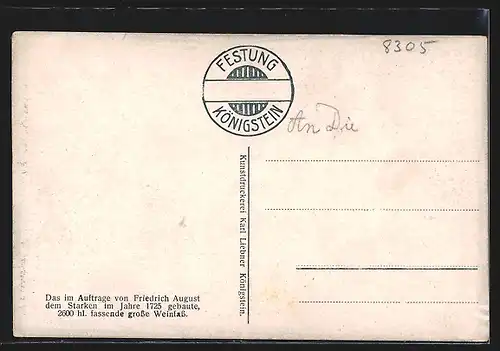 8305
FESTUNG
KÖNIGSTEIN
An Die
Kunstdruckerei Karl Liebner Königstein.
Das im Auftrage von Friedrich August
dem Starken im Jahre 1725 gebaute,
2600 hl. fassende große Weinfaß.